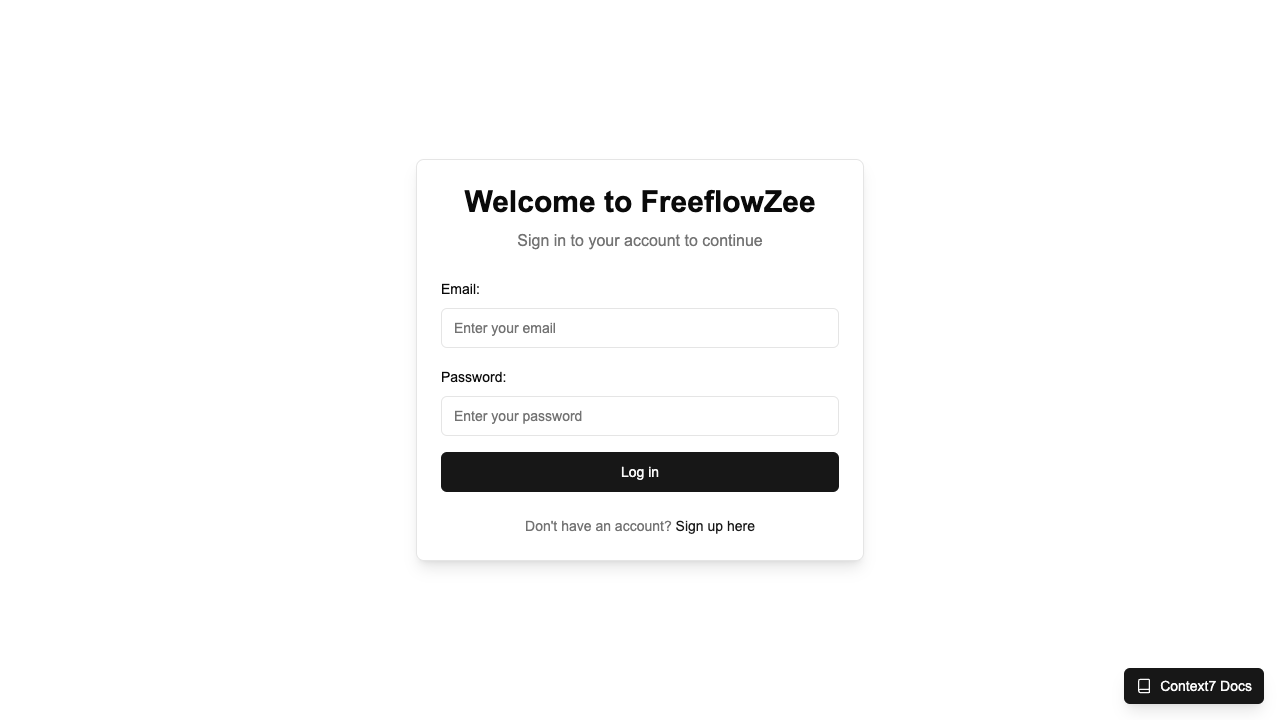 Welcome to FreeflowZee
Sign in to your account to continue
Email:
Enter your email
Password:
Enter your password
Log in
Don't have an account? Sign up here
Context7 Docs